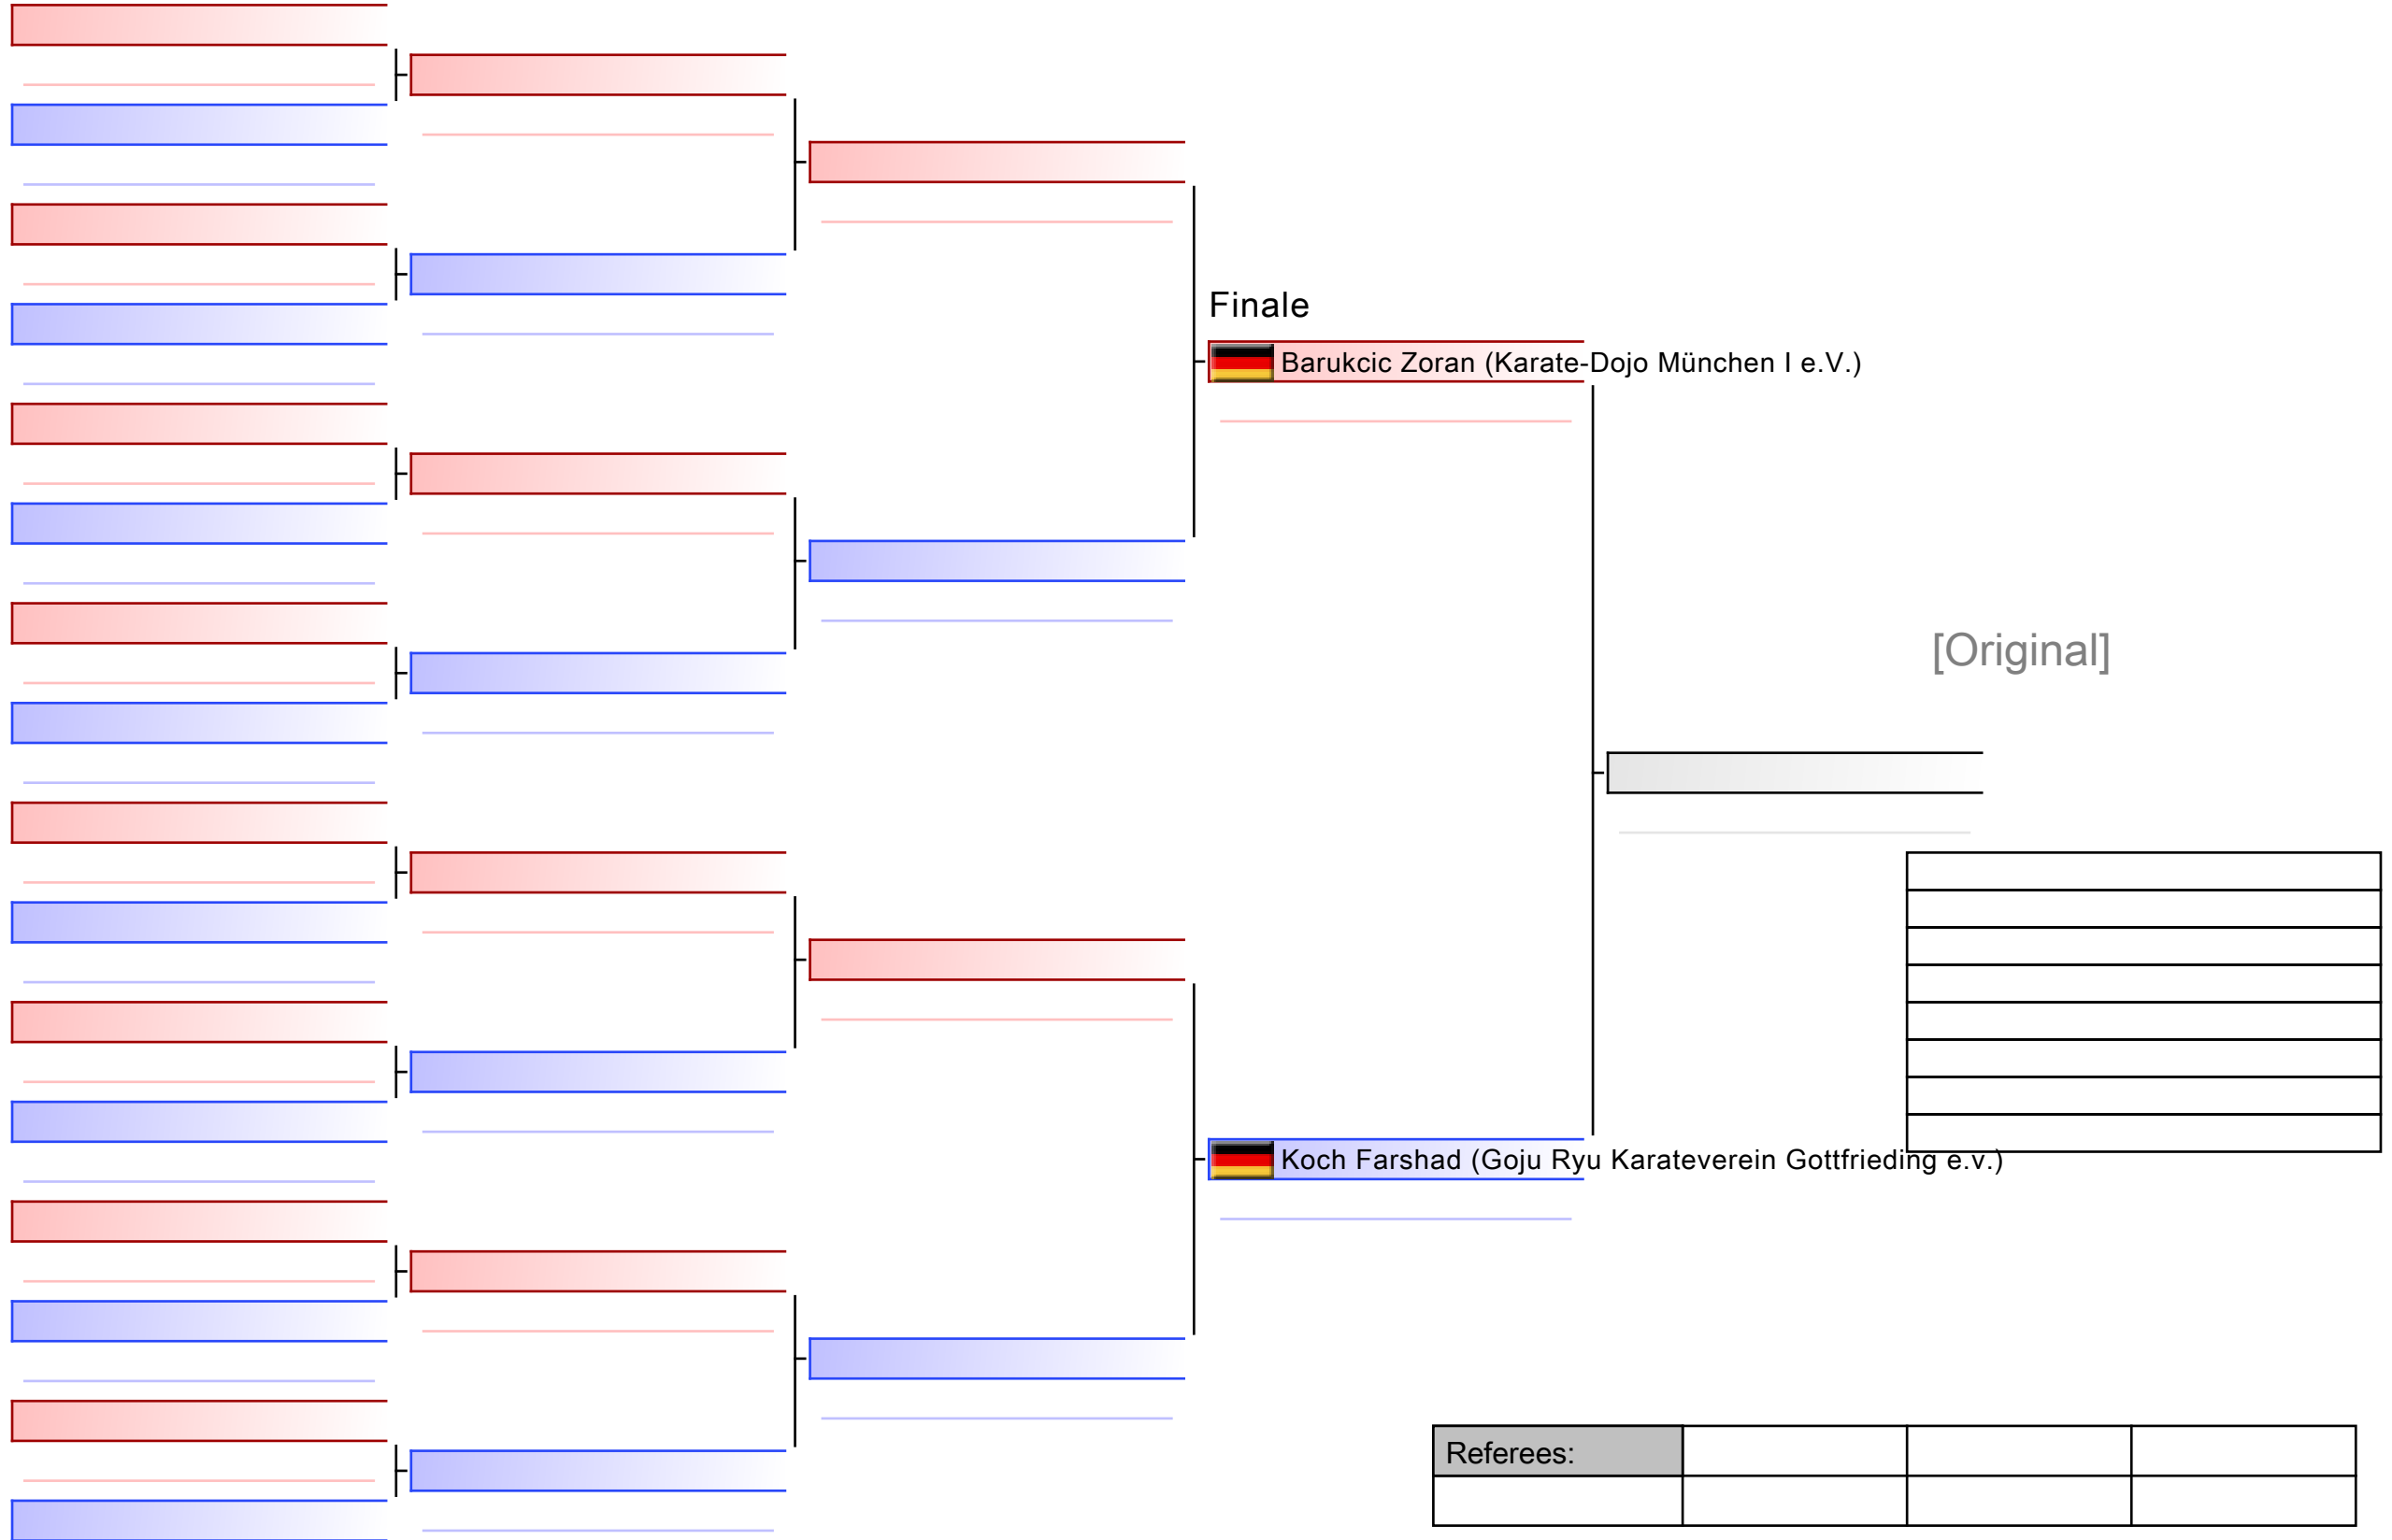 Finale
Barukcic Zoran (Karate-Dojo München I e.V.)
[Original]
Koch Farshad (Goju Ryu Karateverein Gottfrieding e.v.)
Referees: